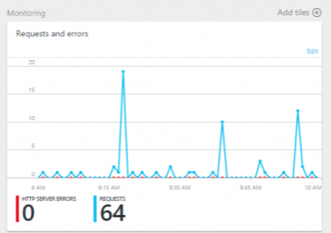 Monitoring
Add tiles
Requests and errors
Edit
20
15
10
5
0
9 AM
9:15 AM
9:30 AM
9:45 AM
10 AM
HTTP SERVER ERRORS
0
REQUESTS
64